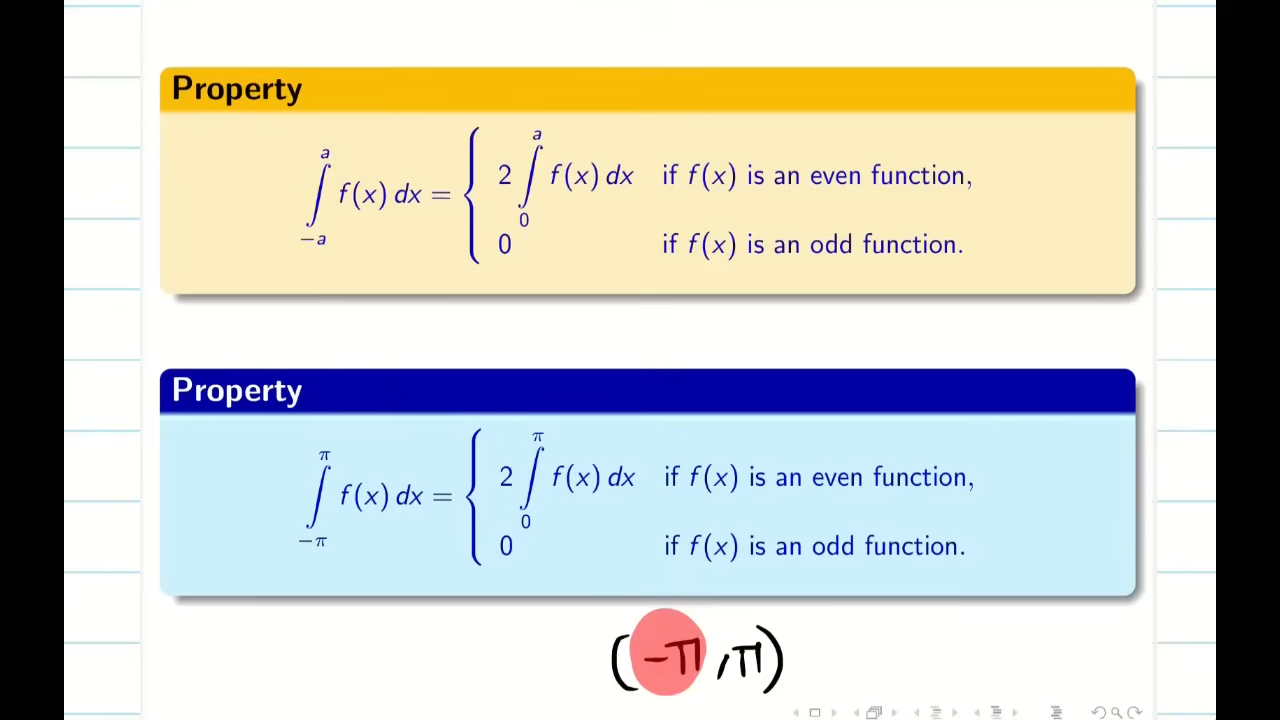 Property
∫_{-a}^{a} f(x) dx = { 2 ∫_{0}^{a} f(x) dx if f(x) is an even function,
0 if f(x) is an odd function.
Property
∫_{-π}^{π} f(x) dx = { 2 ∫_{0}^{π} f(x) dx if f(x) is an even function,
0 if f(x) is an odd function.
(-π, π)